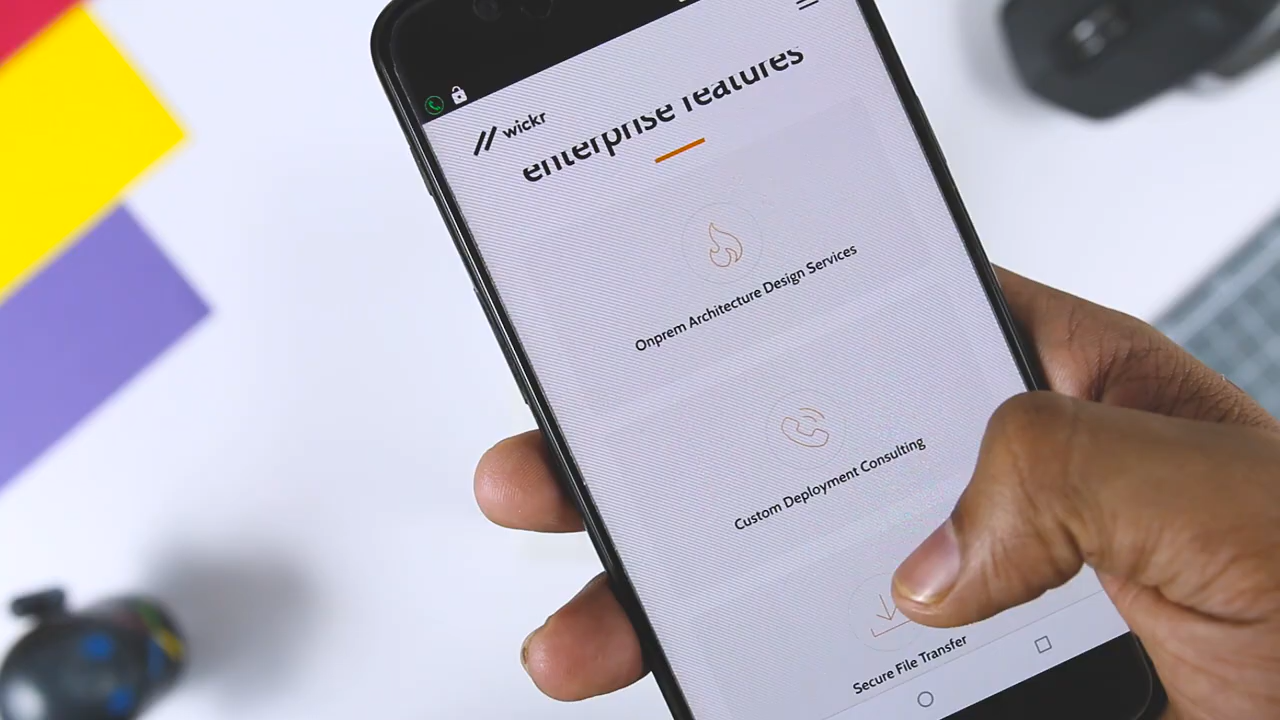 wickr
enterprise features
Onprem Architecture Design Services
Custom Deployment Consulting
Secure File Transfer